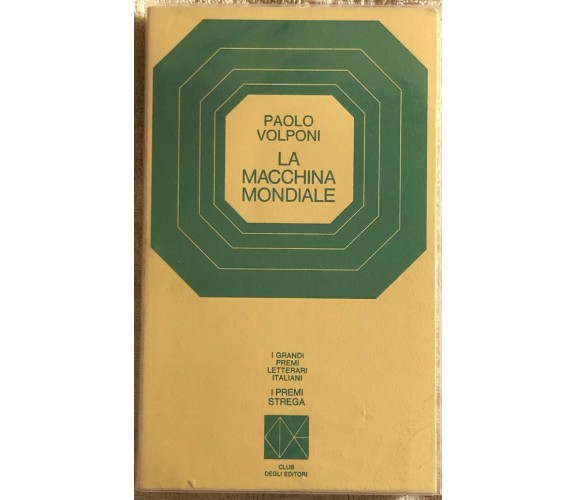 PAOLO
VOLPONI
LA
MACCHINA
MONDIALE
I GRANDI
PREMI
LETTERARI
ITALIANI
I PREMI
STREGA
CLUB
DEGLI EDITORI